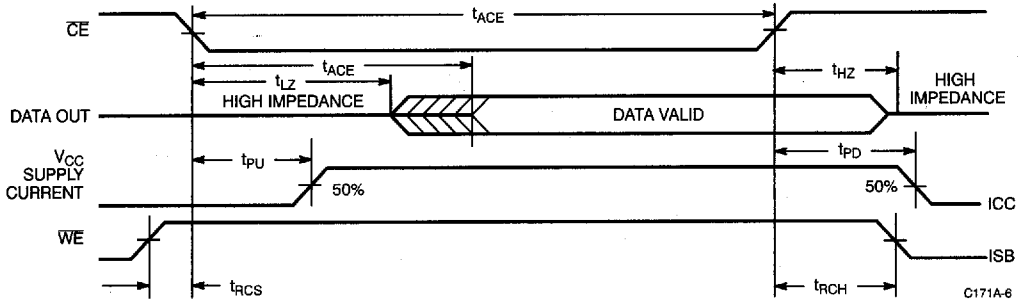 tACE
CE
tACE
tLZ
tHZ
HIGH IMPEDANCE
HIGH
IMPEDANCE
DATA OUT
DATA VALID
VCC
SUPPLY
CURRENT
tPU
50%
tPD
50%
ICC
WE
ISB
tRCS
tRCH
C171A-6